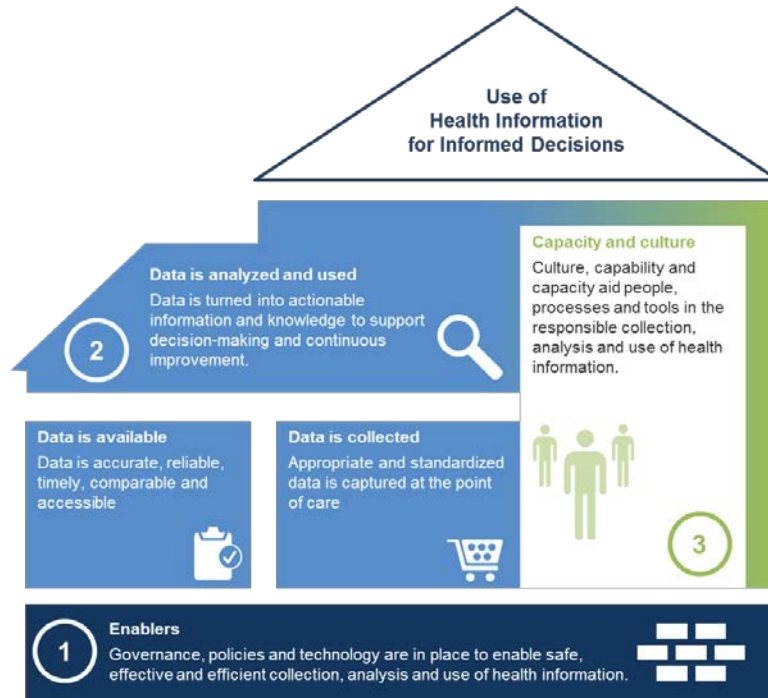 Use of
Health Information
for Informed Decisions
Data is analyzed and used
Data is turned into actionable
information and knowledge to support
decision-making and continuous
improvement.
2
Capacity and culture
Culture, capability and
capacity aid people,
processes and tools in the
responsible collection,
analysis and use of health
information.
3
Data is available
Data is accurate, reliable,
timely, comparable and
accessible
Data is collected
Appropriate and standardized
data is captured at the point
of care
1
Enablers
Governance, policies and technology are in place to enable safe,
effective and efficient collection, analysis and use of health information.